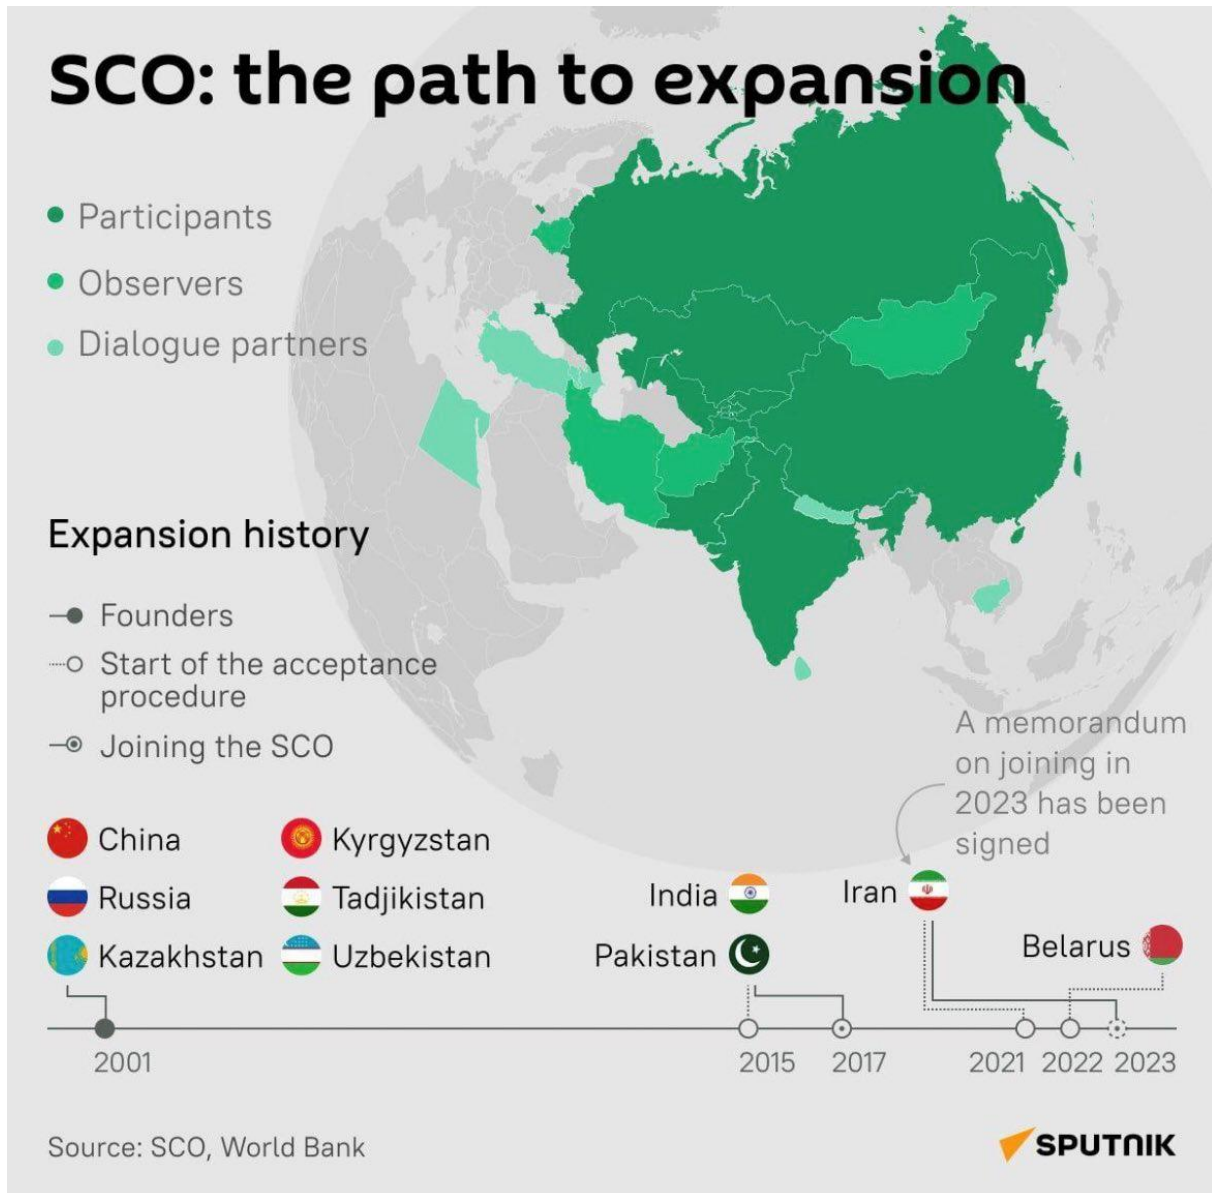 SCO: the path to expansion
Participants
Observers
Dialogue partners
Expansion history
Founders
Start of the acceptance
procedure
Joining the SCO
A memorandum
on joining in
2023 has been
signed
China
Kyrgyzstan
Russia
Tadjikistan
Kazakhstan
Uzbekistan
India
Pakistan
Iran
Belarus
2001
2015
2017
2021
2022
2023
Source: SCO, World Bank
SPUTNIK